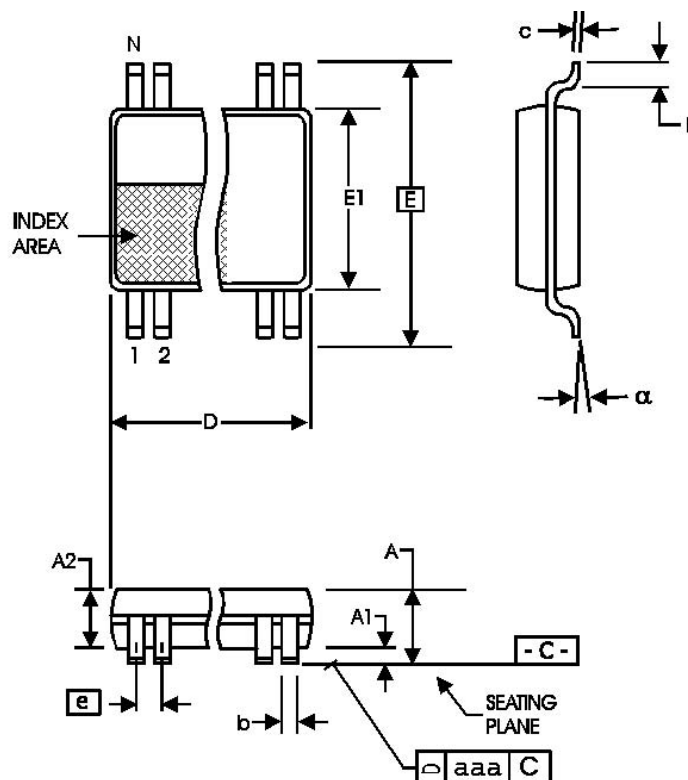 N
c
INDEX
AREA
E1
E
1 2
D
α
A2
A
A1
-C-
e
b
SEATING
PLANE
aaa C